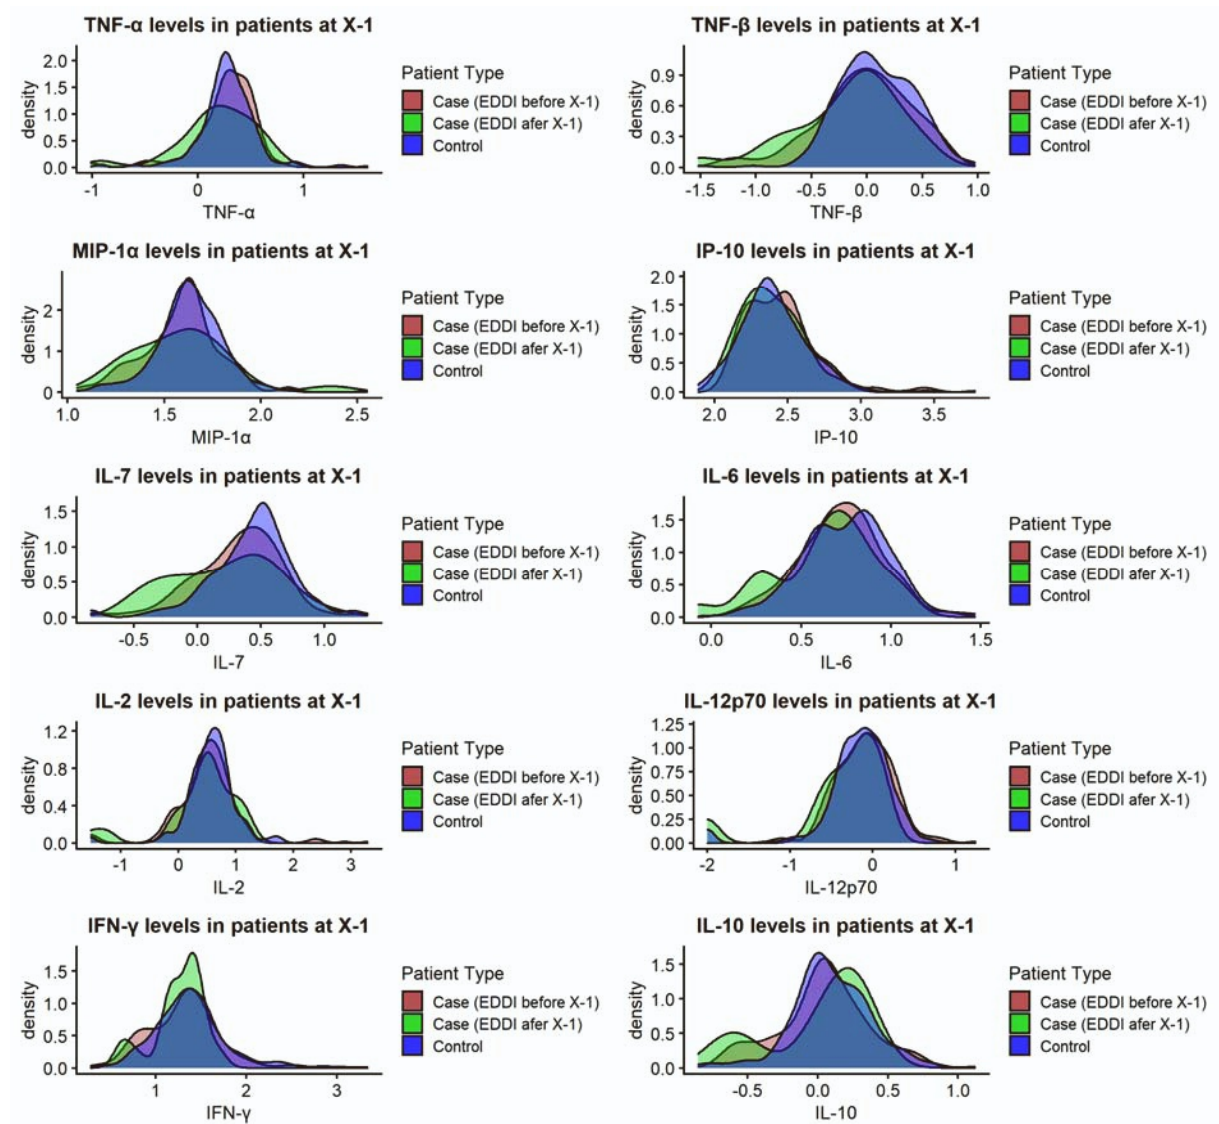 TNF-α levels in patients at X-1
density
2.0
1.5
1.0
0.5
0.0
-1
0
1
TNF-α
Patient Type
Case (EDDI before X-1)
Case (EDDI afer X-1)
Control
TNF-β levels in patients at X-1
density
0.9
0.6
0.3
0.0
-1.5
-1.0
-0.5
0.0
0.5
1.0
TNF-β
Patient Type
Case (EDDI before X-1)
Case (EDDI afer X-1)
Control
MIP-1α levels in patients at X-1
density
2
1
0
1.0
1.5
2.0
2.5
MIP-1α
Patient Type
Case (EDDI before X-1)
Case (EDDI afer X-1)
Control
IP-10 levels in patients at X-1
density
2.0
1.5
1.0
0.5
0.0
2.0
2.5
3.0
3.5
IP-10
Patient Type
Case (EDDI before X-1)
Case (EDDI afer X-1)
Control
IL-7 levels in patients at X-1
density
1.5
1.0
0.5
0.0
-0.5
0.0
0.5
1.0
IL-7
Patient Type
Case (EDDI before X-1)
Case (EDDI afer X-1)
Control
IL-6 levels in patients at X-1
density
1.5
1.0
0.5
0.0
0.0
0.5
1.0
1.5
IL-6
Patient Type
Case (EDDI before X-1)
Case (EDDI afer X-1)
Control
IL-2 levels in patients at X-1
density
1.2
0.8
0.4
0.0
-1
0
1
2
3
IL-2
Patient Type
Case (EDDI before X-1)
Case (EDDI afer X-1)
Control
IL-12p70 levels in patients at X-1
density
1.25
1.00
0.75
0.50
0.25
0.00
-2
-1
0
1
IL-12p70
Patient Type
Case (EDDI before X-1)
Case (EDDI afer X-1)
Control
IFN-γ levels in patients at X-1
density
1.5
1.0
0.5
0.0
1
2
3
IFN-γ
Patient Type
Case (EDDI before X-1)
Case (EDDI afer X-1)
Control
IL-10 levels in patients at X-1
density
1.5
1.0
0.5
0.0
-0.5
0.0
0.5
1.0
IL-10
Patient Type
Case (EDDI before X-1)
Case (EDDI afer X-1)
Control